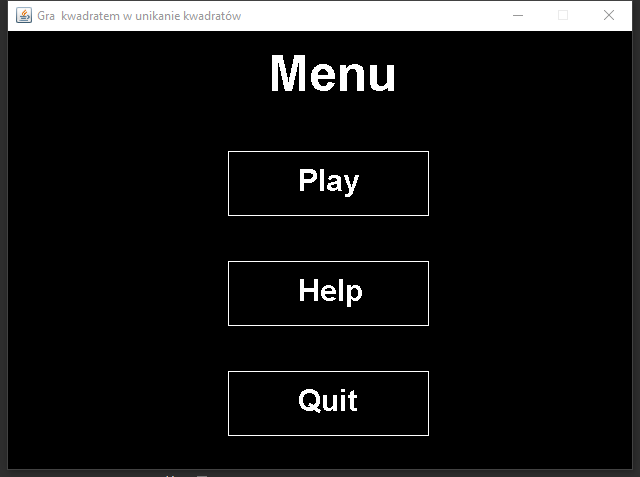 Gra  kwadratem w unikanie kwadratów
Menu
Play
Help
Quit